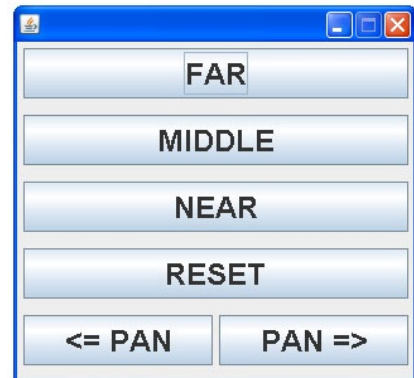 FAR
MIDDLE
NEAR
RESET
<= PAN PAN =>